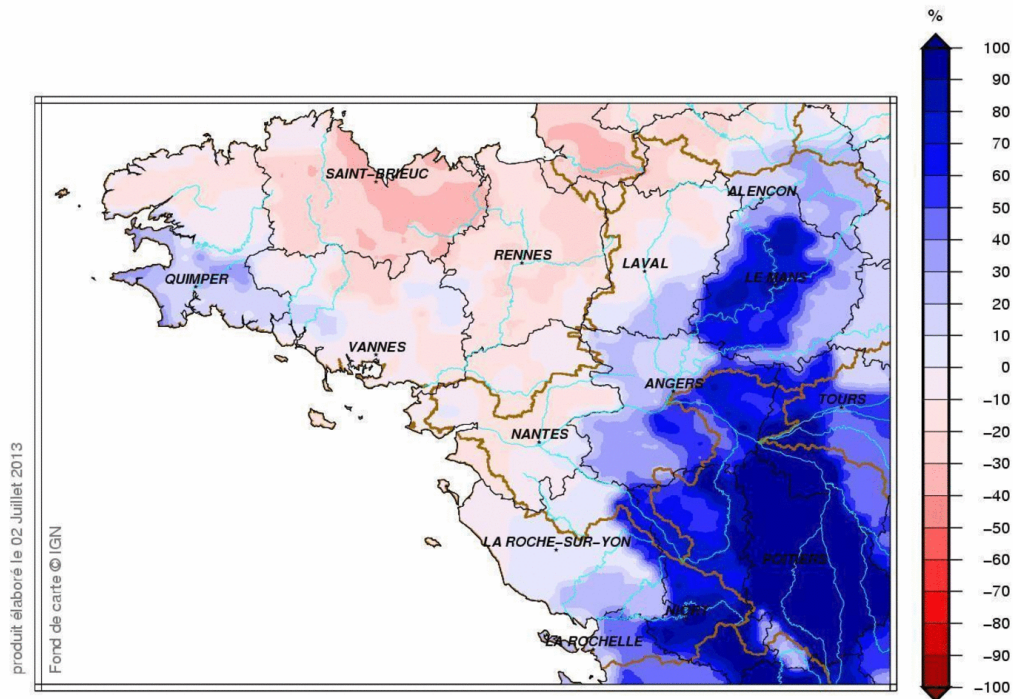 %
100
90
80
70
60
50
40
30
20
10
0
-10
-20
-30
-40
-50
-60
-70
-80
-90
-100
SAINT-BRIEUC
ALENCON
RENNES
LAVAL
QUIMPER
LE MANS
VANNES
ANGERS
TOURS
NANTES
LA ROCHE-SUR-YON
POITIERS
NIORT
LA ROCHELLE
produit élaboré le 02 Juillet 2013
Fond de carte © IGN